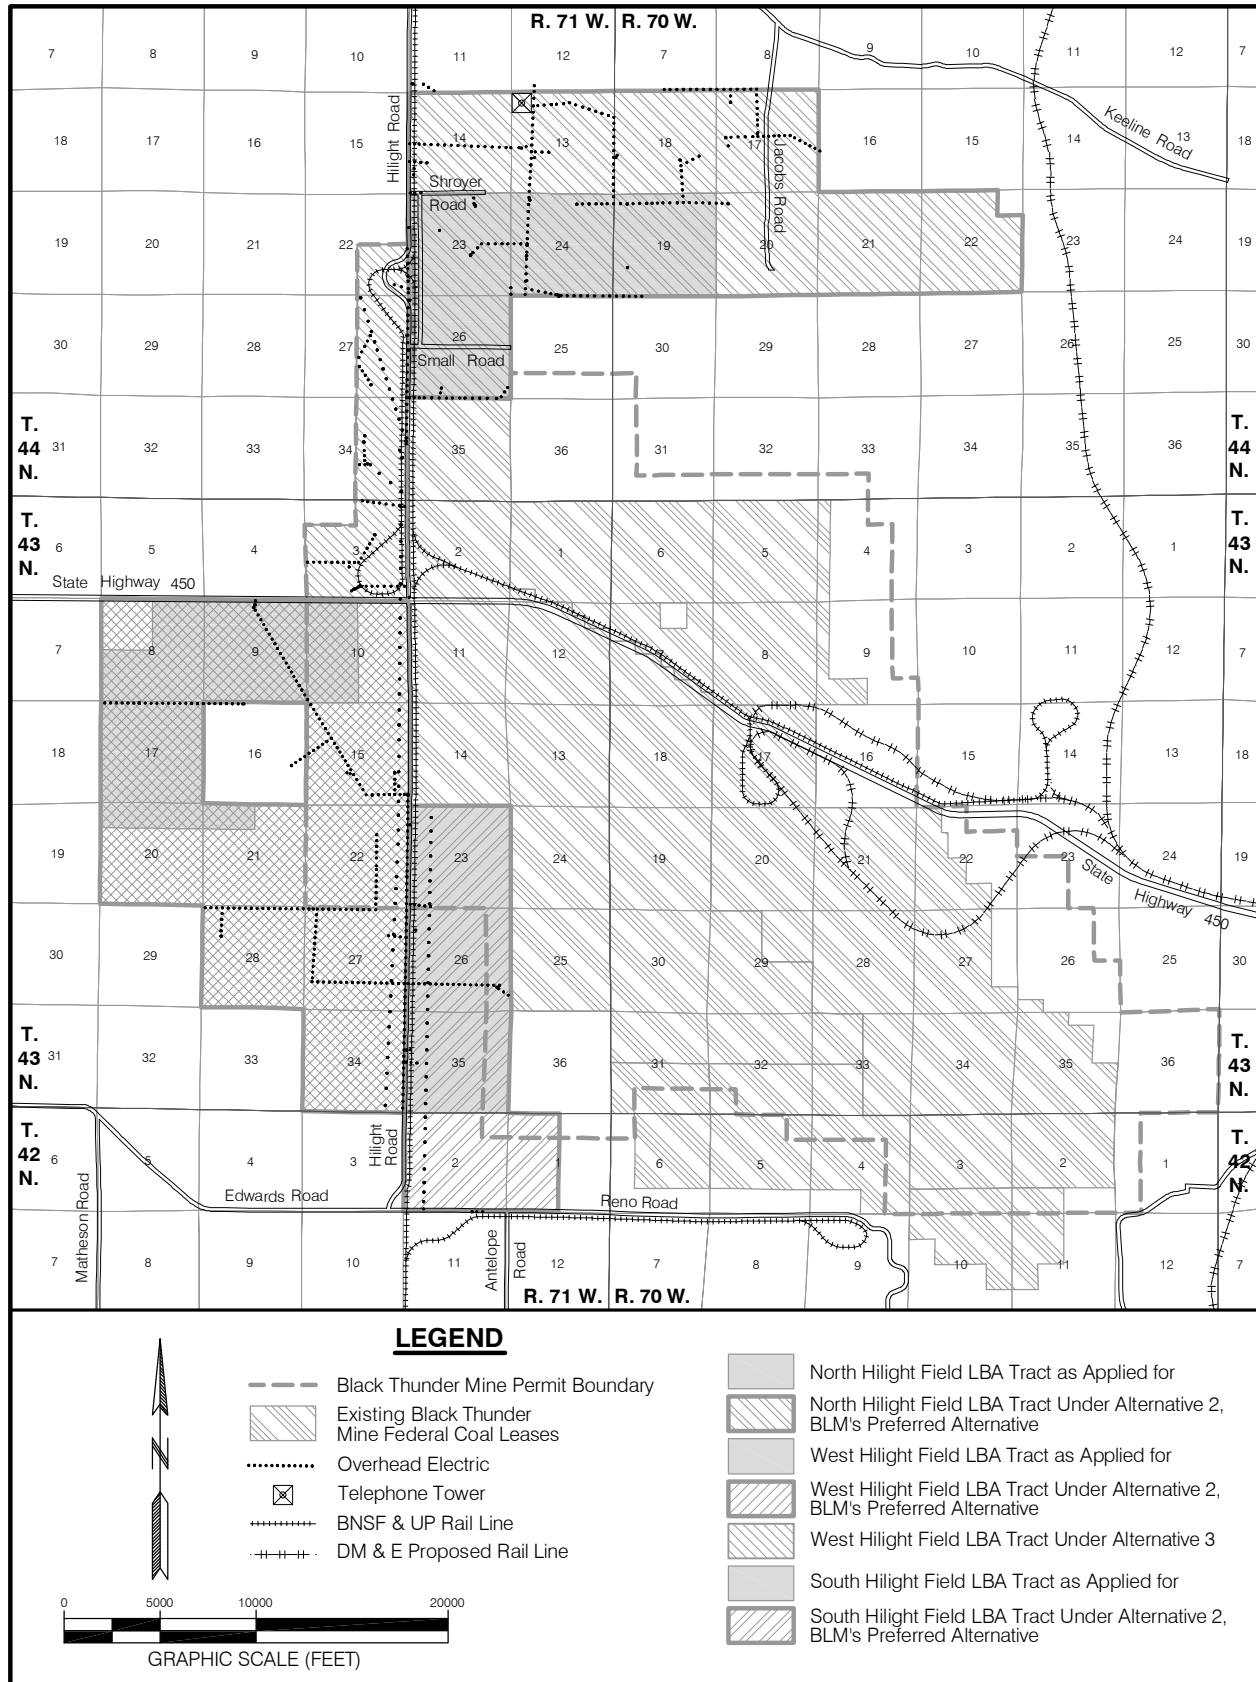 R. 71 W. R. 70 W.
7 8 9 10 11 12 7 8 9 10 11 12 7
Hilight Road
Keeline Road
18 17 16 15 14 13 18 17 16 15 14 13 18
Jacobs Road
Shroyer
Road
19 20 21 22 23 24 19 20 21 22 23 24 19
30 29 28 27 26 25 30 29 28 27 26 25 30
Small Road
T.
44
N.
31 32 33 34 35 36 31 32 33 34 35 36
T.
44
N.
T.
43
N.
6 5 4 3 2 1 6 5 4 3 2 1
T.
43
N.
State Highway 450
7 8 9 10 11 12 7 8 9 10 11 12 7
18 17 16 15 14 13 18 17 16 15 14 13 18
19 20 21 22 23 24 19 20 21 22 23 24 19
State Highway 450
30 29 28 27 26 25 30 29 28 27 26 25 30
T.
43
N.
31 32 33 34 35 36 31 32 33 34 35 36
T.
43
N.
T.
42
N.
6 5 4 3 2 1 6 5 4 3 2 1
T.
42
N.
Hilight
Road
Matheson Road
Edwards Road
Reno Road
7 8 9 10 11 12 7 8 9 10 11 12 7
Antelope
Road
R. 71 W. R. 70 W.
LEGEND
Black Thunder Mine Permit Boundary
Existing Black Thunder
Mine Federal Coal Leases
Overhead Electric
Telephone Tower
BNSF & UP Rail Line
DM & E Proposed Rail Line
North Hilight Field LBA Tract as Applied for
North Hilight Field LBA Tract Under Alternative 2,
BLM's Preferred Alternative
West Hilight Field LBA Tract as Applied for
West Hilight Field LBA Tract Under Alternative 2,
BLM's Preferred Alternative
West Hilight Field LBA Tract Under Alternative 3
South Hilight Field LBA Tract as Applied for
South Hilight Field LBA Tract Under Alternative 2,
BLM's Preferred Alternative
N
0 5000 10000 20000
GRAPHIC SCALE (FEET)